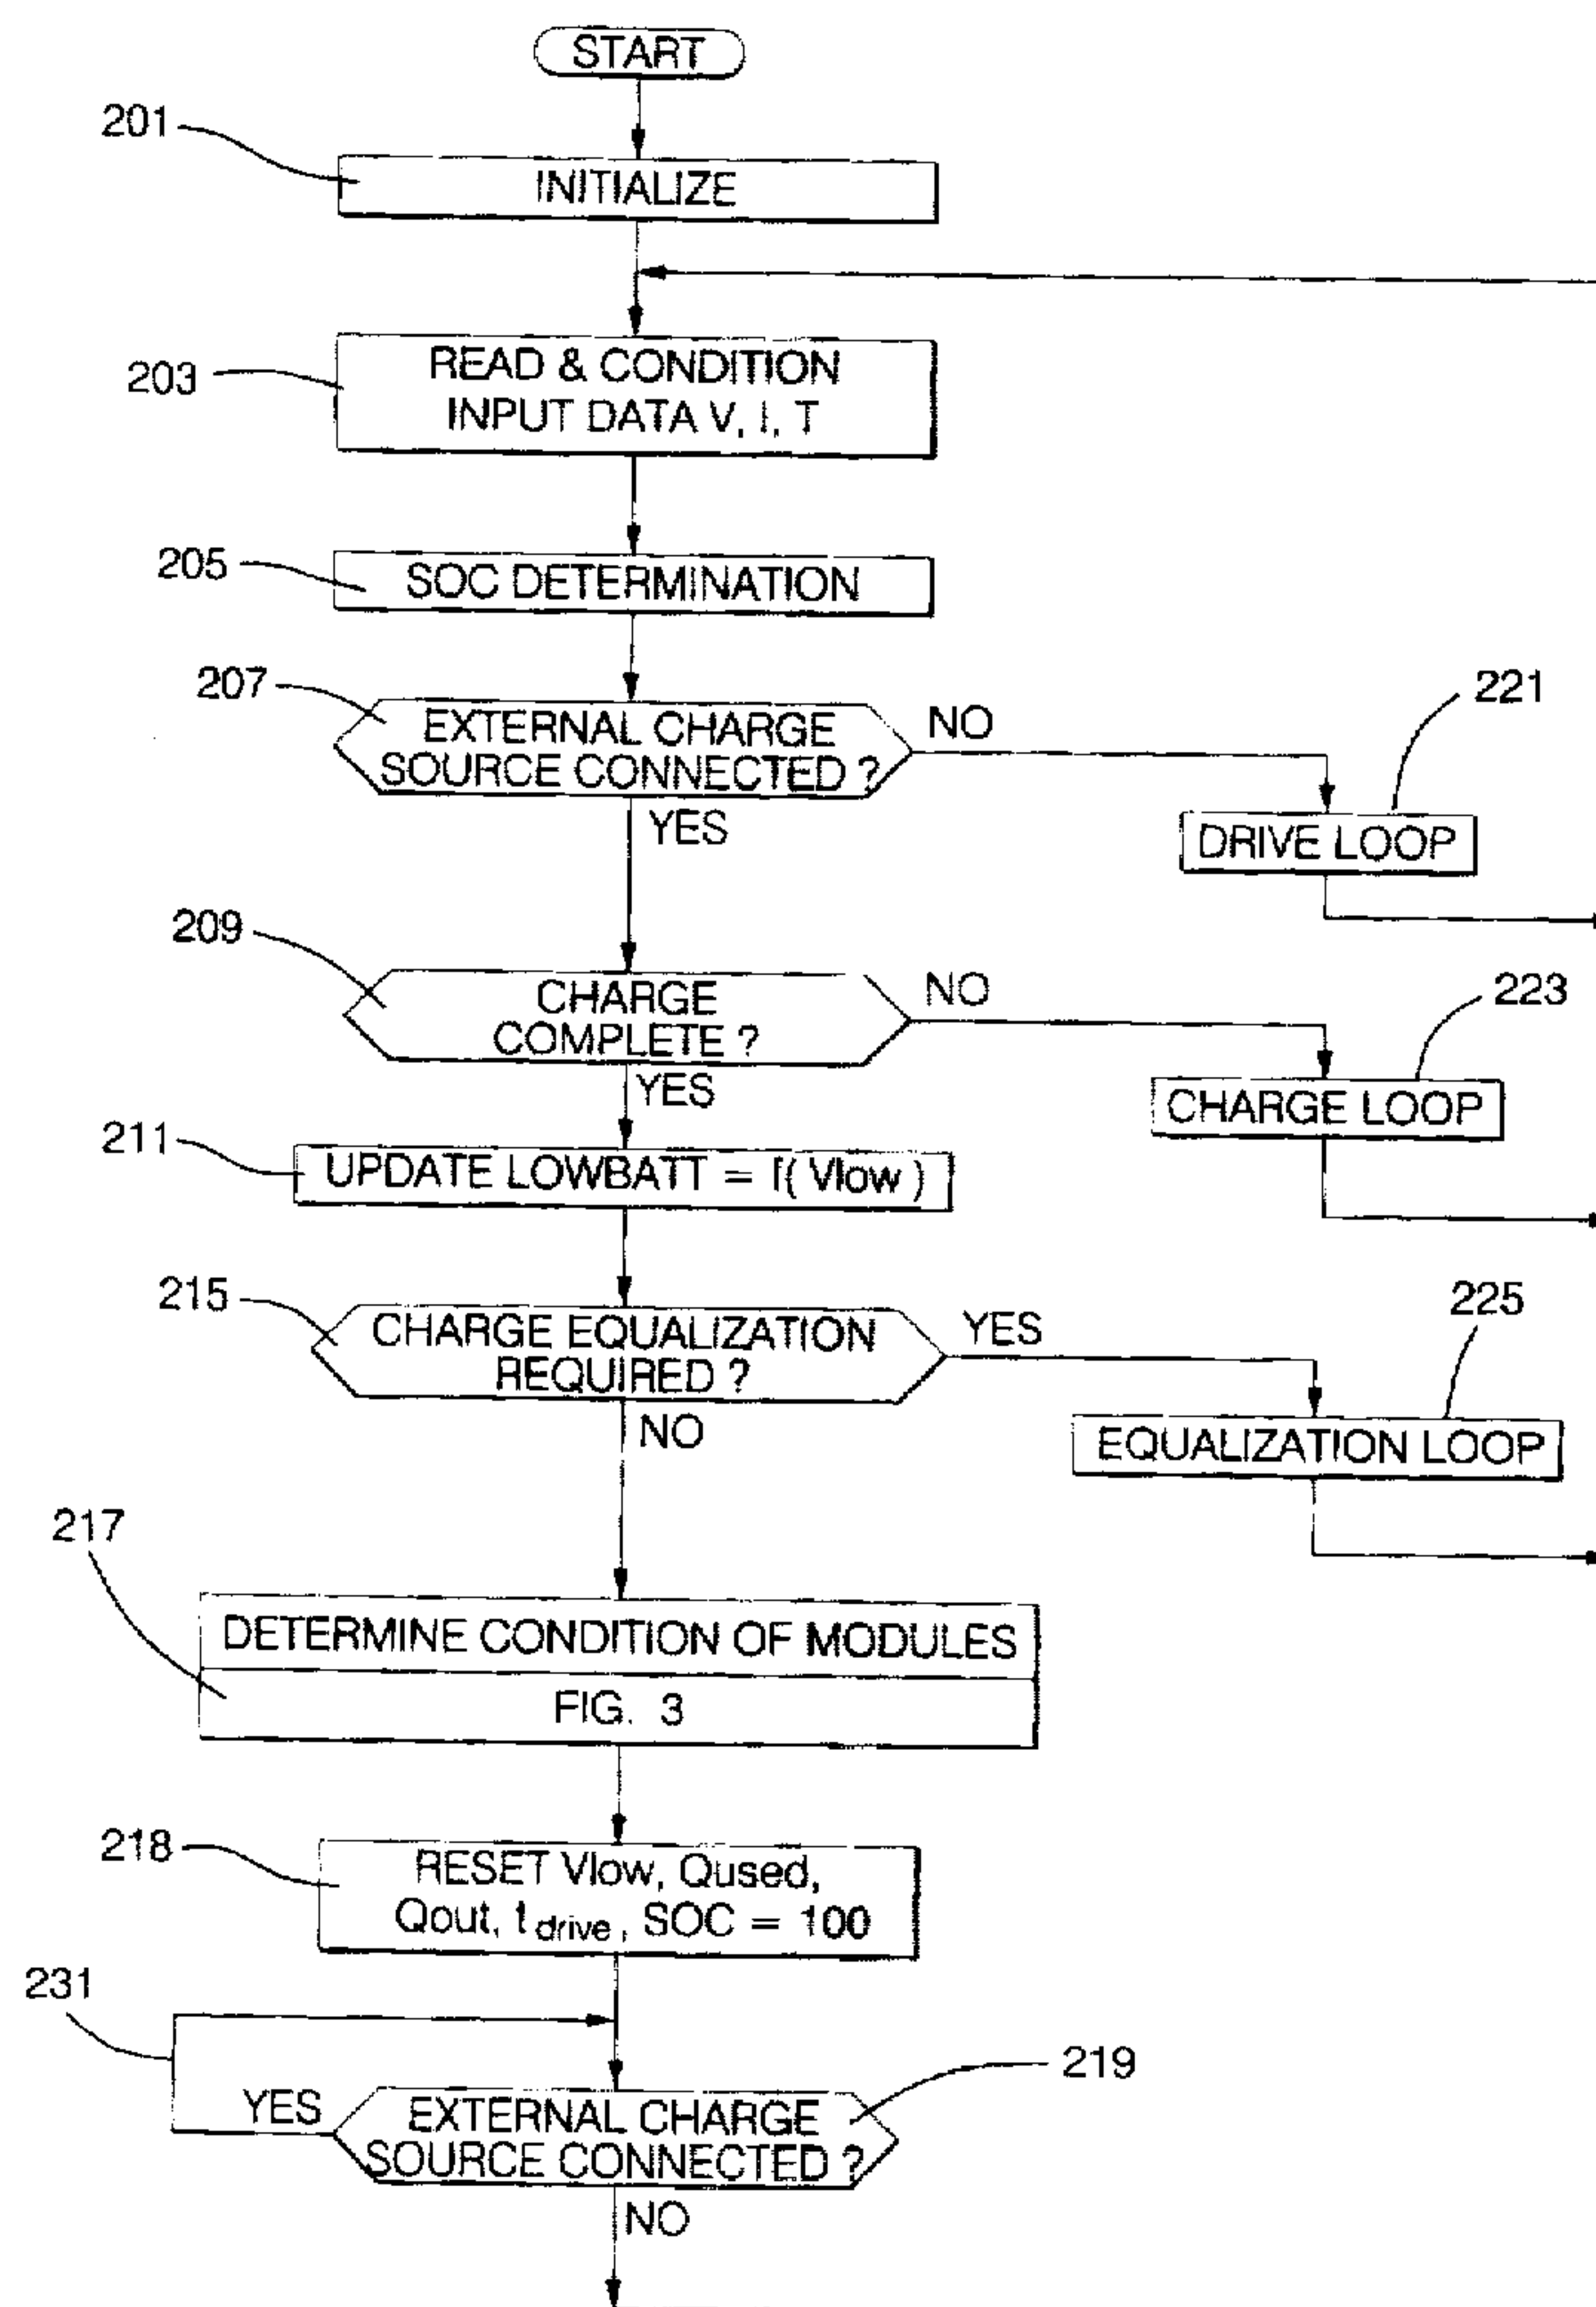 START
201
INITIALIZE
203
READ & CONDITION
INPUT DATA V, I, T
205
SOC DETERMINATION
207
EXTERNAL CHARGE
SOURCE CONNECTED ?
NO
YES
221
DRIVE LOOP
209
CHARGE
COMPLETE ?
NO
YES
223
CHARGE LOOP
211
UPDATE LOWBATT = f( Vlow )
215
CHARGE EQUALIZATION
REQUIRED ?
YES
NO
225
EQUALIZATION LOOP
217
DETERMINE CONDITION OF MODULES
FIG. 3
218
RESET Vlow, Qused,
Qout, tdrive, SOC = 100
231
219
YES
EXTERNAL CHARGE
SOURCE CONNECTED ?
NO